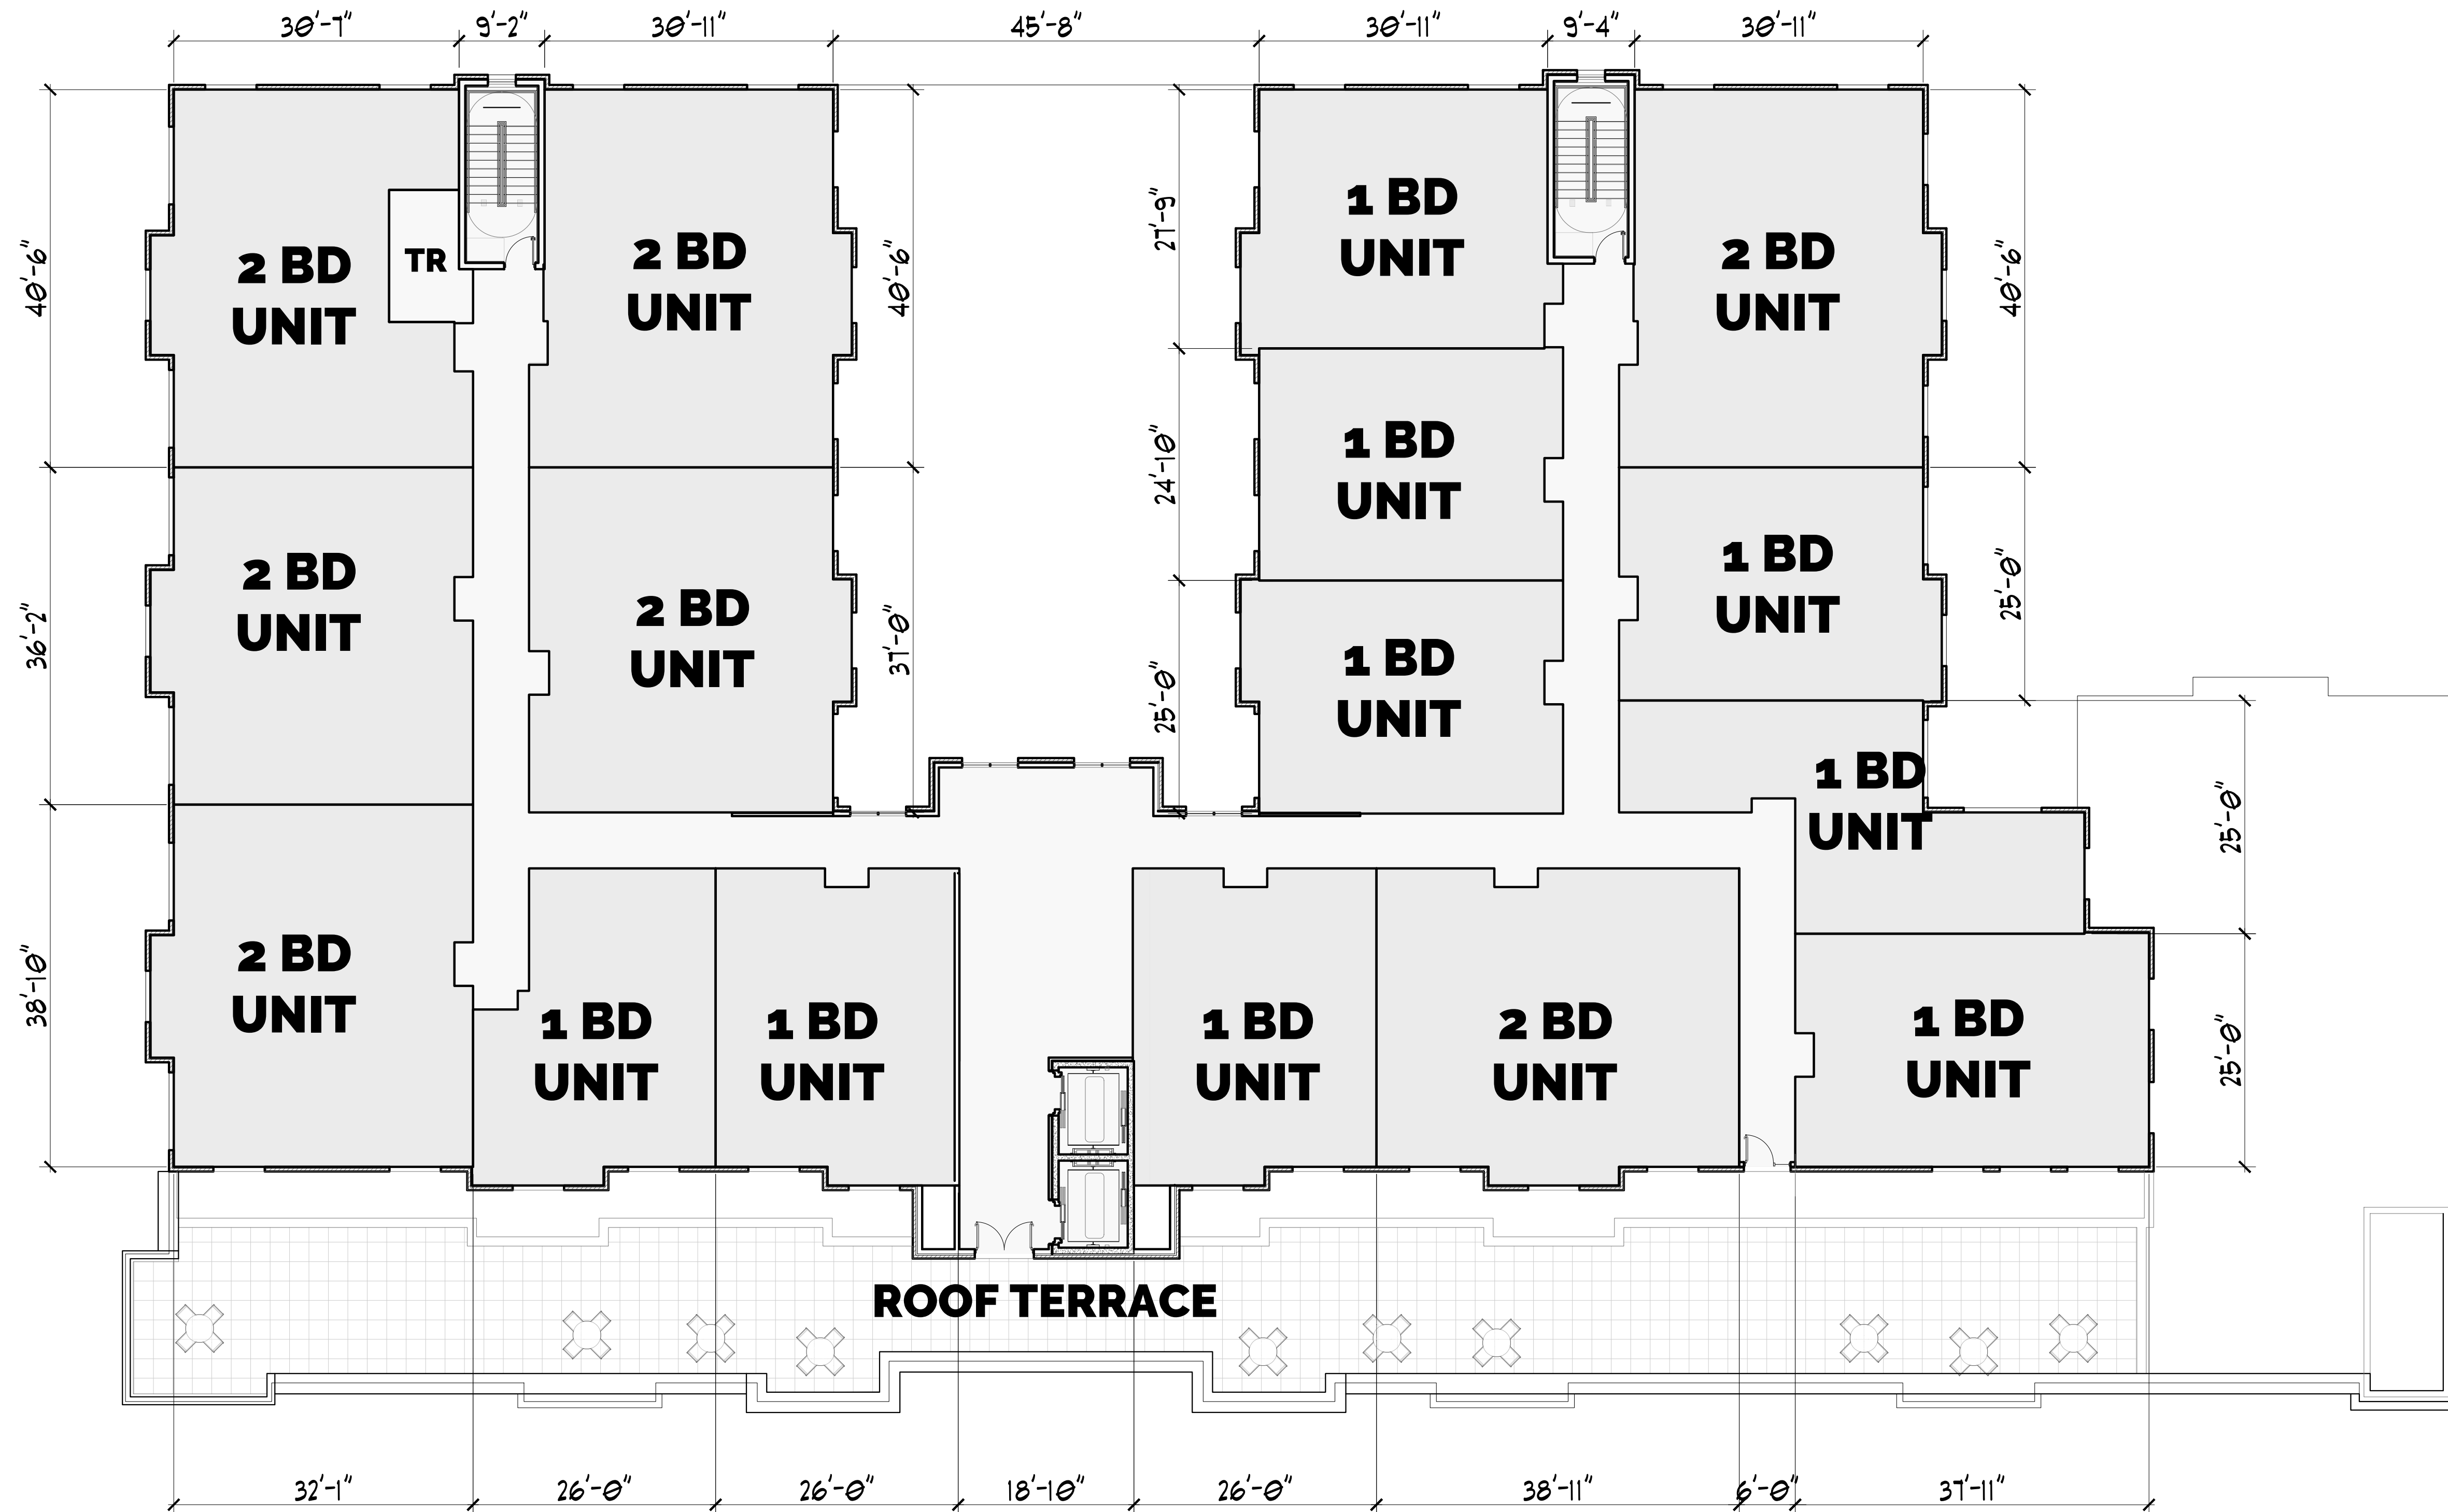 30'-7" 9'-2" 30'-11" 45'-8" 30'-11" 9'-4" 30'-11"
40'-6"
36'-2"
38'-10"
2 BD
UNIT
TR
2 BD
UNIT
40'-6"
2 BD
UNIT
2 BD
UNIT
37'-0"
2 BD
UNIT
27'-9"
24'-10"
25'-0"
1 BD
UNIT
1 BD
UNIT
1 BD
UNIT
2 BD
UNIT
40'-6"
1 BD
UNIT
25'-0"
1 BD
UNIT
25'-0"
1 BD
UNIT
1 BD
UNIT
1 BD
UNIT
2 BD
UNIT
1 BD
UNIT
25'-0"
ROOF TERRACE
32'-1" 26'-0" 26'-0" 18'-10" 26'-0" 38'-11" 6'-0" 37'-11"